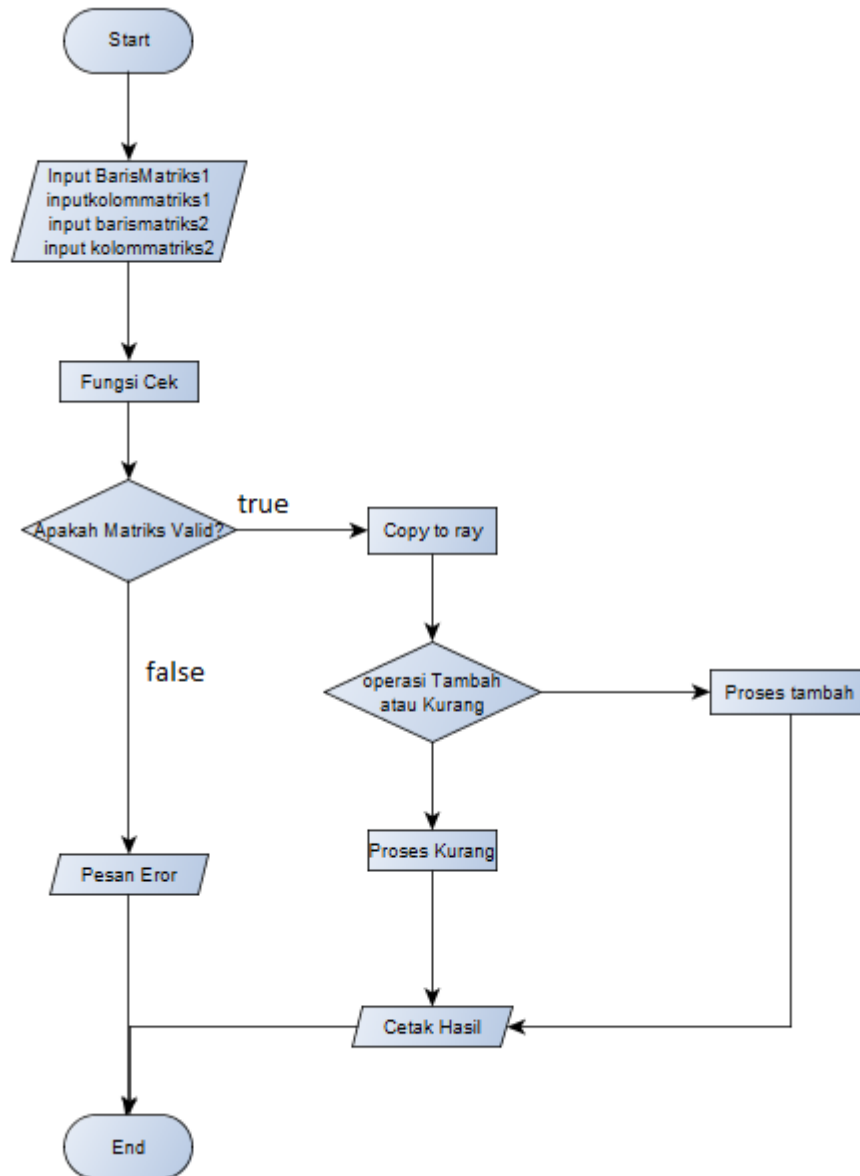 Start
Input BarisMatriks1
inputkolommatriks1
input barismatriks2
input kolommatriks2
Fungsi Cek
Apakah Matriks Valid?
true
Copy to ray
false
operasi Tambah
atau Kurang
Proses tambah
Proses Kurang
Pesan Eror
Cetak Hasil
End